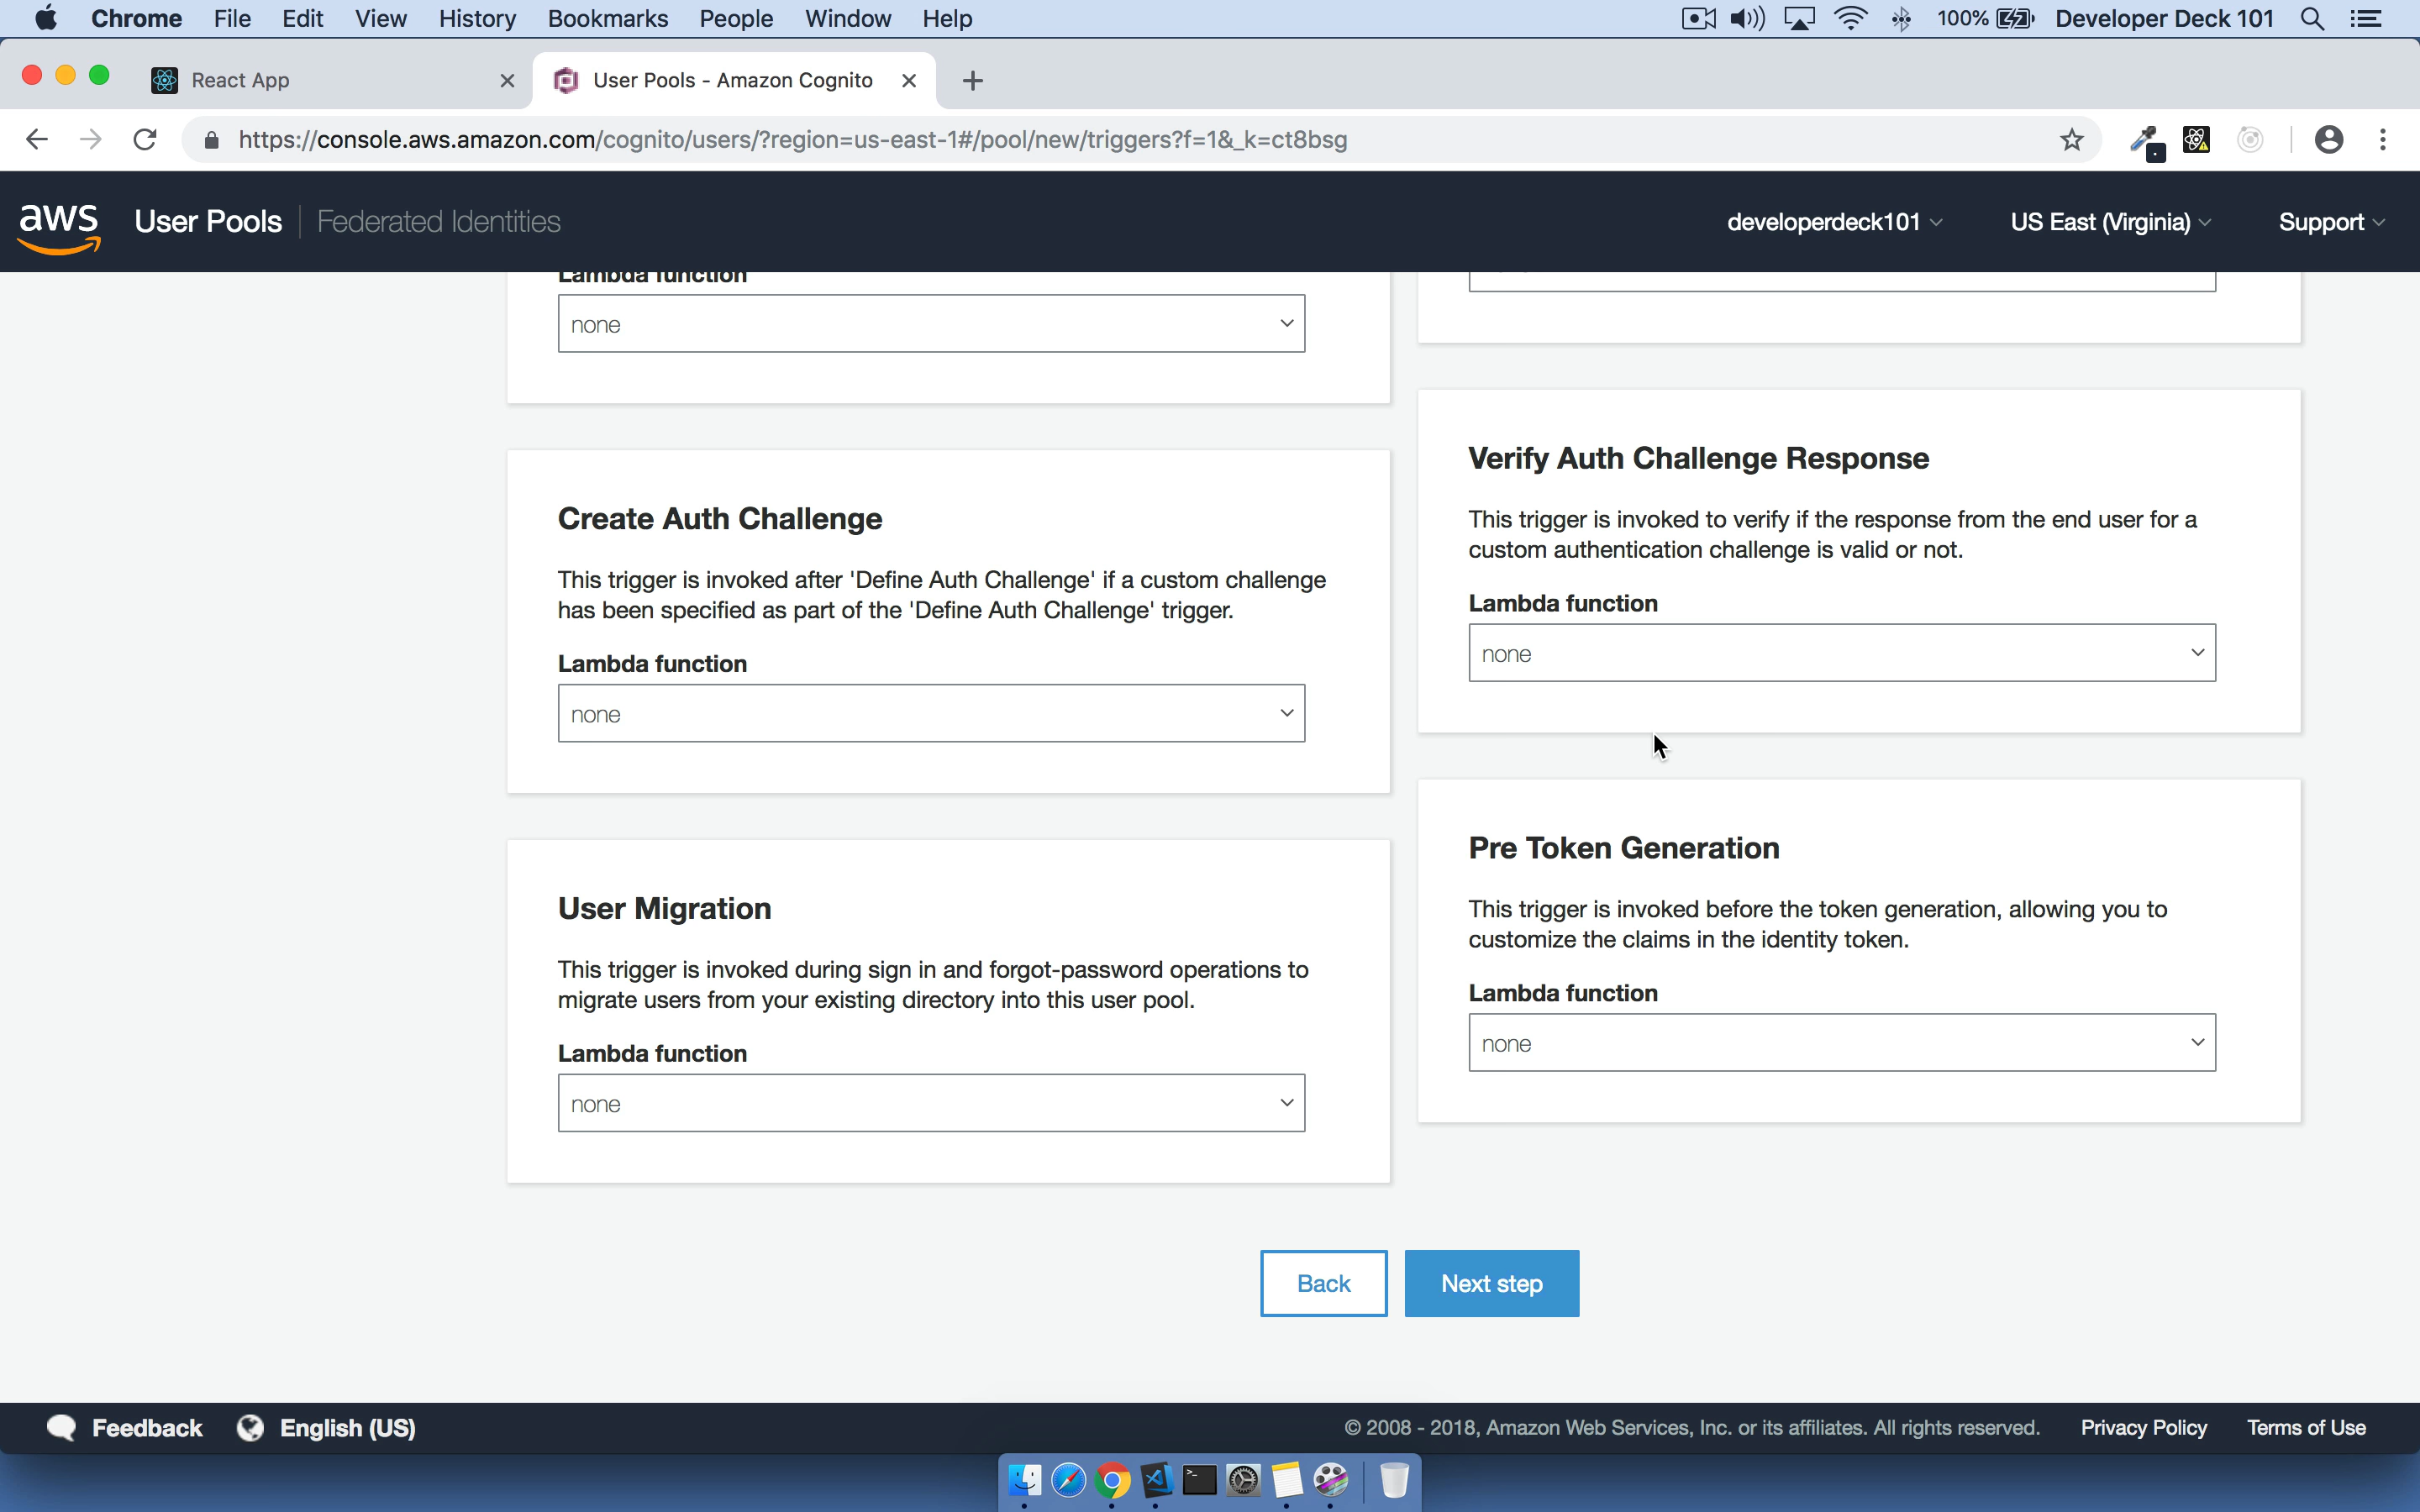 Chrome File Edit View History Bookmarks People Window Help
100% Developer Deck 101
React App
User Pools - Amazon Cognito
https://console.aws.amazon.com/cognito/users/?region=us-east-1#/pool/new/triggers?f=1&_k=ct8bsg
aws User Pools Federated Identities
developerdeck101 US East (Virginia) Support
Lambda function
none
Create Auth Challenge
This trigger is invoked after 'Define Auth Challenge' if a custom challenge
has been specified as part of the 'Define Auth Challenge' trigger.
Lambda function
none
User Migration
This trigger is invoked during sign in and forgot-password operations to
migrate users from your existing directory into this user pool.
Lambda function
none
Verify Auth Challenge Response
This trigger is invoked to verify if the response from the end user for a
custom authentication challenge is valid or not.
Lambda function
none
Pre Token Generation
This trigger is invoked before the token generation, allowing you to
customize the claims in the identity token.
Lambda function
none
Back Next step
Feedback English (US)
© 2008 - 2018, Amazon Web Services, Inc. or its affiliates. All rights reserved. Privacy Policy Terms of Use